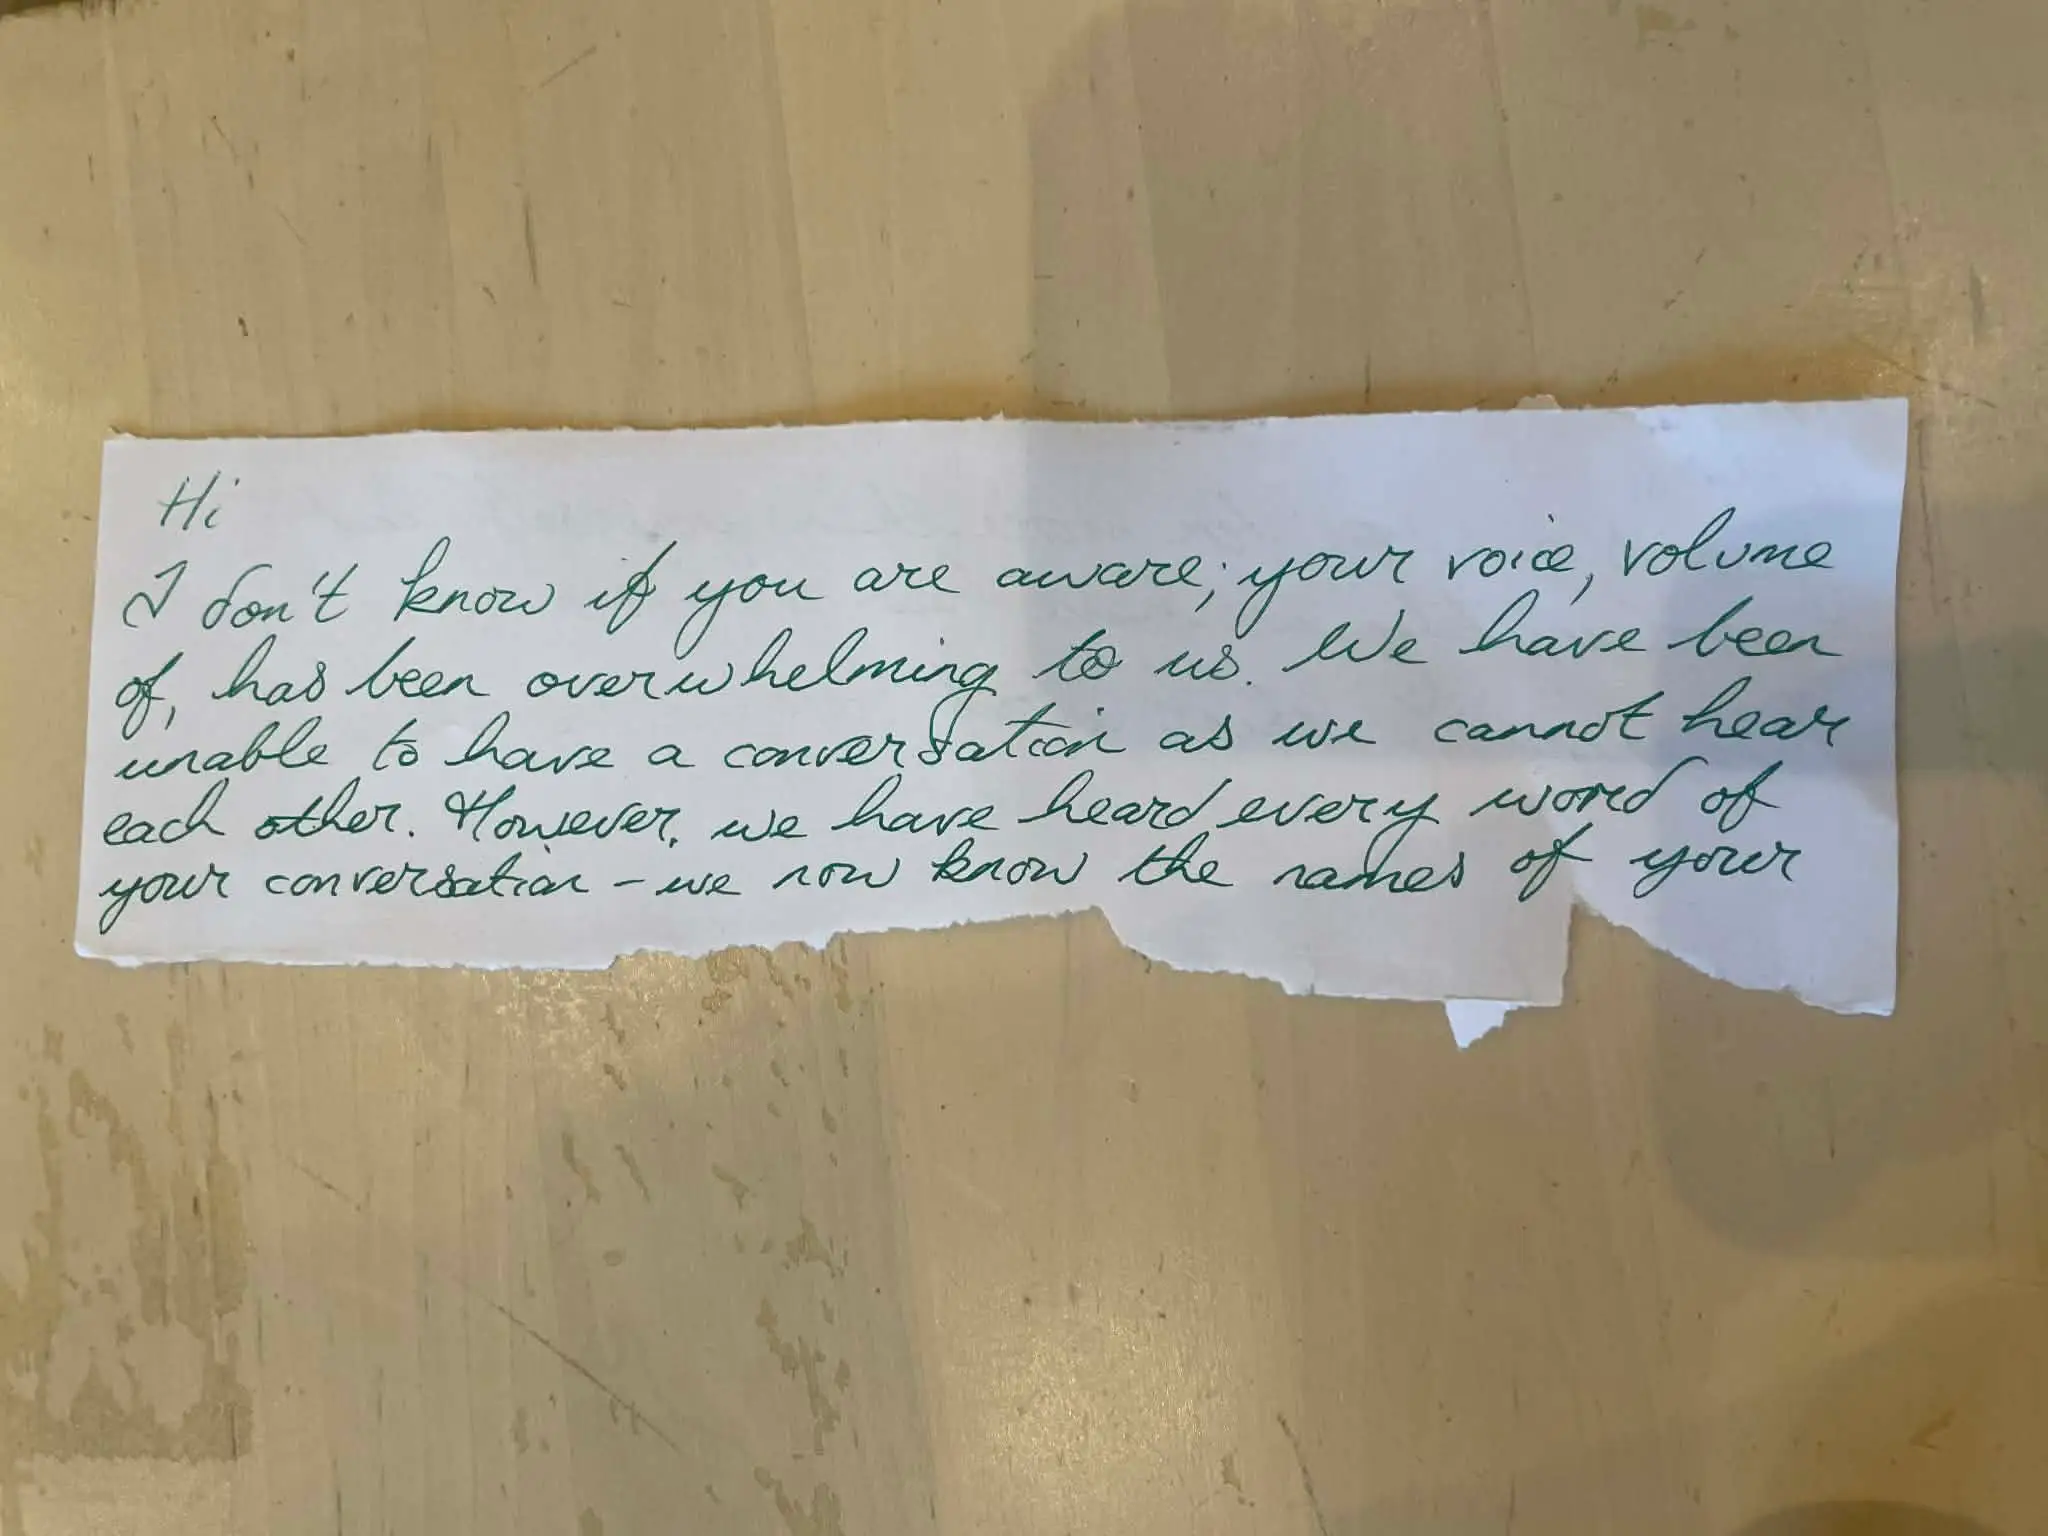 Hi
I don't know if you are aware; your voice, volume
of, has been overwhelming to us. We have been
unable to have a conversation as we cannot hear
each other. However, we have heard every word of
your conversation - we now know the names of your